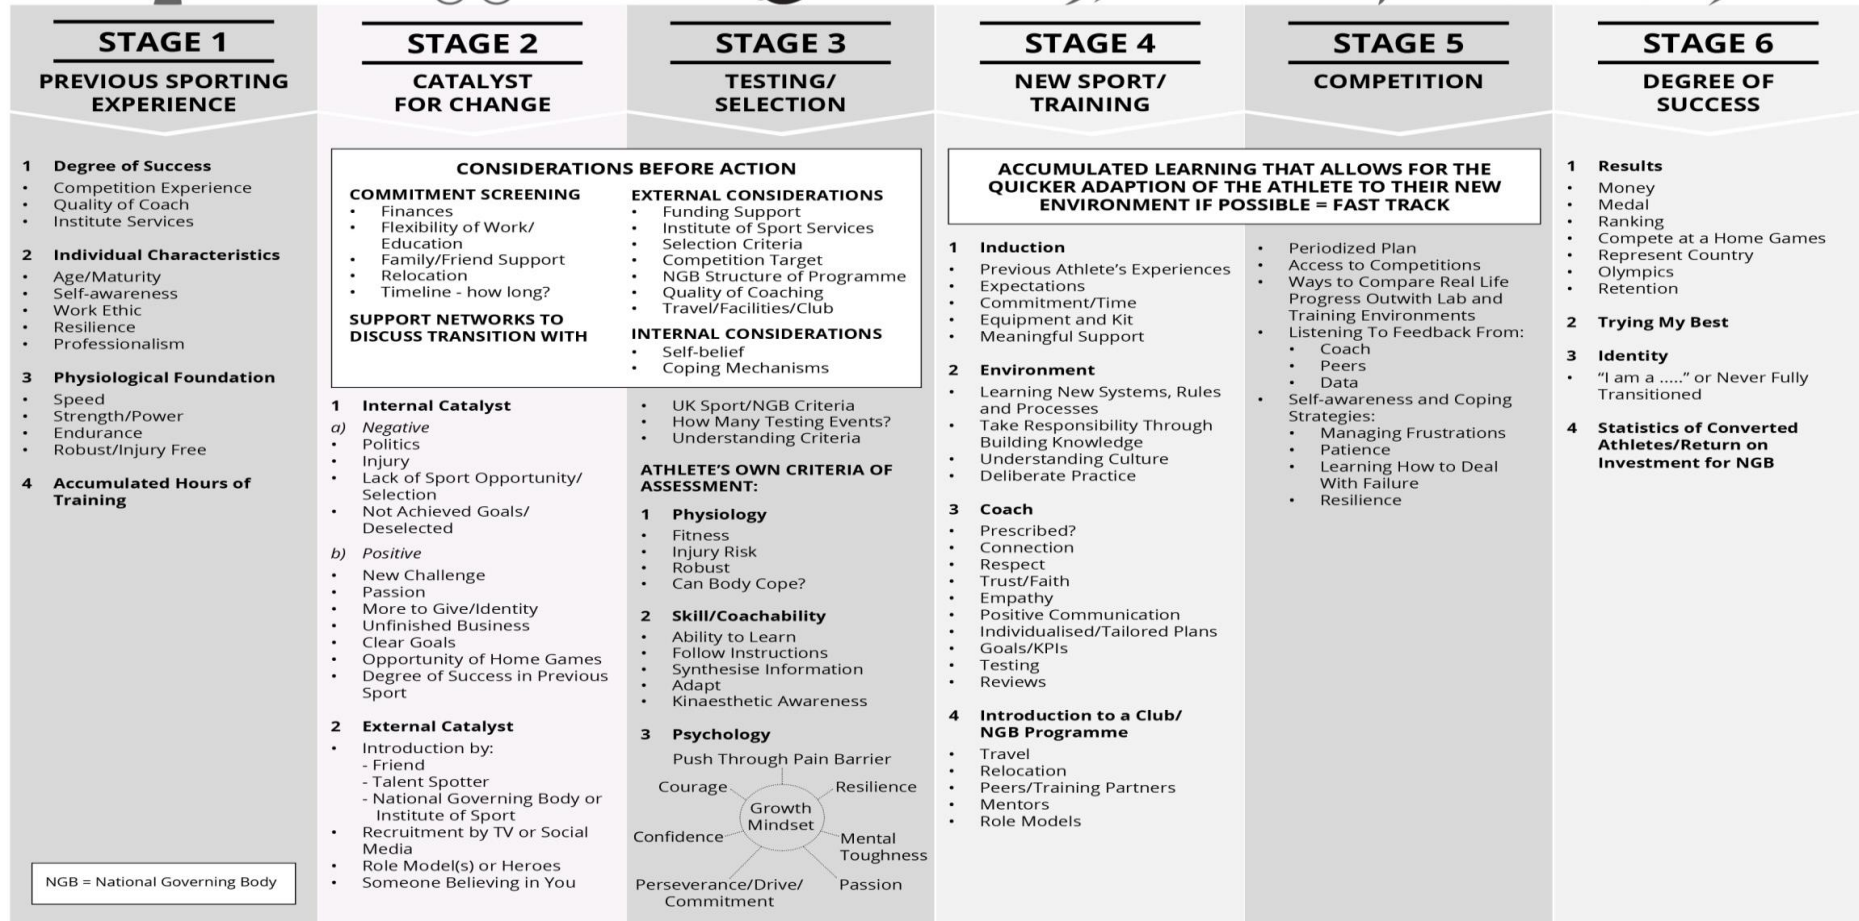 STAGE 1
PREVIOUS SPORTING
EXPERIENCE
1 Degree of Success
• Competition Experience
• Quality of Coach
• Institute Services
2 Individual Characteristics
• Age/Maturity
• Self-awareness
• Work Ethic
• Resilience
• Professionalism
3 Physiological Foundation
• Speed
• Strength/Power
• Endurance
• Robust/Injury Free
4 Accumulated Hours of
Training
NGB = National Governing Body
STAGE 2
CATALYST
FOR CHANGE
STAGE 3
TESTING/
SELECTION
CONSIDERATIONS BEFORE ACTION
COMMITMENT SCREENING
• Finances
• Flexibility of Work/
Education
• Family/Friend Support
• Relocation
• Timeline - how long?
SUPPORT NETWORKS TO
DISCUSS TRANSITION WITH
EXTERNAL CONSIDERATIONS
• Funding Support
• Institute of Sport Services
• Selection Criteria
• Competition Target
• NGB Structure of Programme
• Quality of Coaching
• Travel/Facilities/Club
INTERNAL CONSIDERATIONS
• Self-belief
• Coping Mechanisms
1 Internal Catalyst
a) Negative
• Politics
• Injury
• Lack of Sport Opportunity/
Selection
• Not Achieved Goals/
Deselected
b) Positive
• New Challenge
• Passion
• More to Give/Identity
• Unfinished Business
• Clear Goals
• Opportunity of Home Games
• Degree of Success in Previous
Sport
2 External Catalyst
• Introduction by:
- Friend
- Talent Spotter
- National Governing Body or
Institute of Sport
• Recruitment by TV or Social
Media
• Role Model(s) or Heroes
• Someone Believing in You
• UK Sport/NGB Criteria
• How Many Testing Events?
• Understanding Criteria
ATHLETE'S OWN CRITERIA OF
ASSESSMENT:
1 Physiology
• Fitness
• Injury Risk
• Robust
• Can Body Cope?
2 Skill/Coachability
• Ability to Learn
• Follow Instructions
• Synthesise Information
• Adapt
• Kinaesthetic Awareness
3 Psychology
Push Through Pain Barrier
Courage
Resilience
Growth
Mindset
Confidence
Mental
Toughness
Perseverance/Drive/
Commitment
Passion
STAGE 4
NEW SPORT/
TRAINING
STAGE 5
COMPETITION
ACCUMULATED LEARNING THAT ALLOWS FOR THE
QUICKER ADAPTION OF THE ATHLETE TO THEIR NEW
ENVIRONMENT IF POSSIBLE = FAST TRACK
1 Induction
• Previous Athlete's Experiences
• Expectations
• Commitment/Time
• Equipment and Kit
• Meaningful Support
2 Environment
• Learning New Systems, Rules
and Processes
• Take Responsibility Through
Building Knowledge
• Understanding Culture
• Deliberate Practice
3 Coach
• Prescribed?
• Connection
• Respect
• Trust/Faith
• Empathy
• Positive Communication
• Individualised/Tailored Plans
• Goals/KPIs
• Testing
• Reviews
4 Introduction to a Club/
NGB Programme
• Travel
• Relocation
• Peers/Training Partners
• Mentors
• Role Models
• Periodized Plan
• Access to Competitions
• Ways to Compare Real Life
Progress Outwith Lab and
Training Environments
• Listening To Feedback From:
• Coach
• Peers
• Data
• Self-awareness and Coping
Strategies:
• Managing Frustrations
• Patience
• Learning How to Deal
With Failure
• Resilience
STAGE 6
DEGREE OF
SUCCESS
1 Results
• Money
• Medal
• Ranking
• Compete at a Home Games
• Represent Country
• Olympics
• Retention
2 Trying My Best
3 Identity
• "I am a ....." or Never Fully
Transitioned
4 Statistics of Converted
Athletes/Return on
Investment for NGB